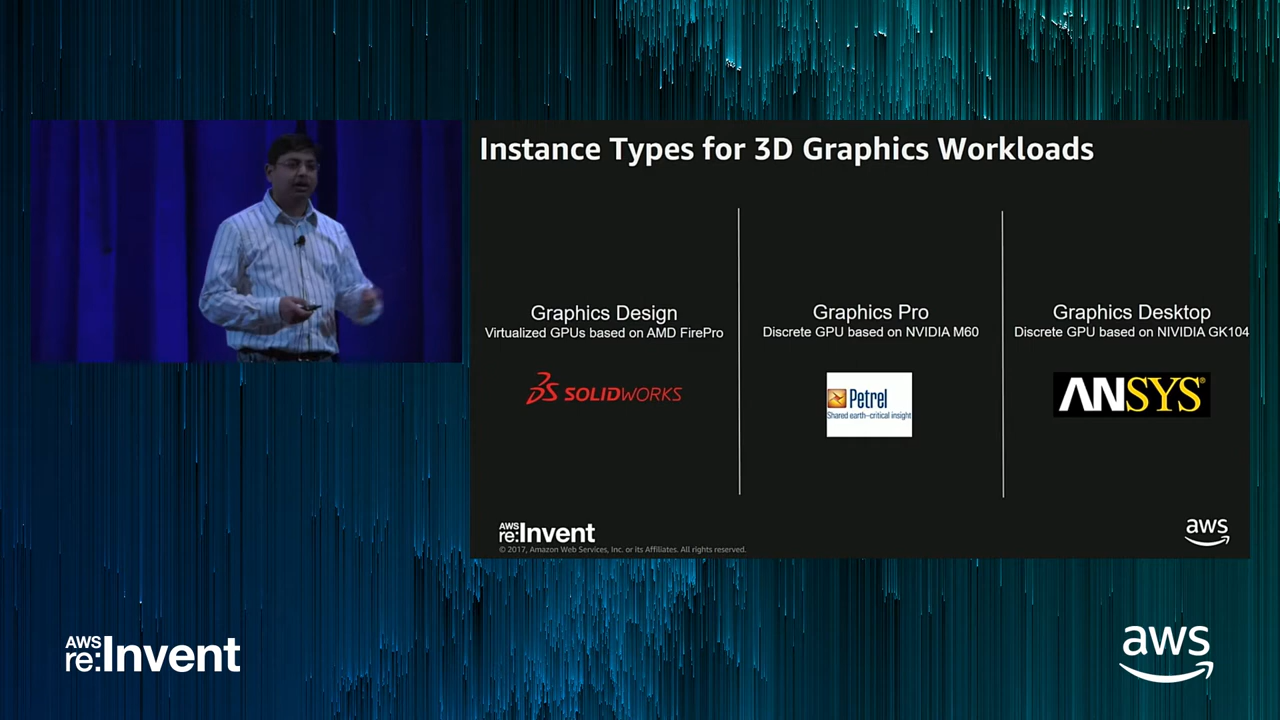 Instance Types for 3D Graphics Workloads
Graphics Design
Virtualized GPUs based on AMD FirePro
SOLIDWORKS
Graphics Pro
Discrete GPU based on NVIDIA M60
Petrel
Shared earth–critical insight
Graphics Desktop
Discrete GPU based on NIVIDIA GK104
ANSYS®
AWS
re:Invent
© 2017, Amazon Web Services, Inc. or its Affiliates. All rights reserved.
aws
AWS
re:Invent
aws